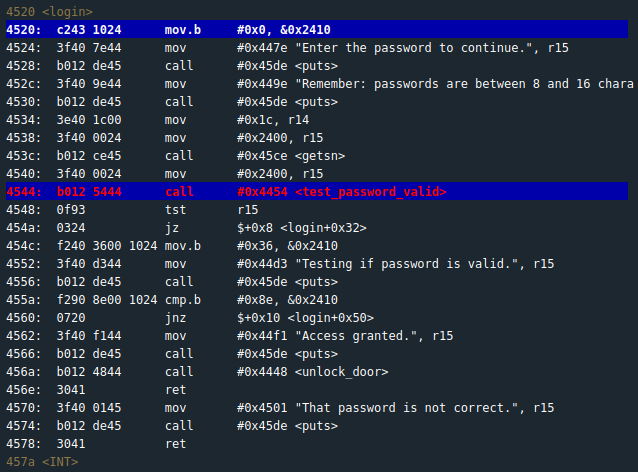 4520 <login>
4520: c243 1024 mov.b #0x0, &0x2410
4524: 3f40 7e44 mov #0x447e "Enter the password to continue.", r15
4528: b012 de45 call #0x45de <puts>
452c: 3f40 9e44 mov #0x449e "Remember: passwords are between 8 and 16 chara
4530: b012 de45 call #0x45de <puts>
4534: 3e40 1c00 mov #0x1c, r14
4538: 3f40 0024 mov #0x2400, r15
453c: b012 ce45 call #0x45ce <getsn>
4540: 3f40 0024 mov #0x2400, r15
4544: b012 5444 call #0x4454 <test_password_valid>
4548: 0f93 tst r15
454a: 0324 jz $+0x8 <login+0x32>
454c: f240 3600 1024 mov.b #0x36, &0x2410
4552: 3f40 d344 mov #0x44d3 "Testing if password is valid.", r15
4556: b012 de45 call #0x45de <puts>
455a: f290 8e00 1024 cmp.b #0x8e, &0x2410
4560: 0720 jnz $+0x10 <login+0x50>
4562: 3f40 f144 mov #0x44f1 "Access granted.", r15
4566: b012 de45 call #0x45de <puts>
456a: b012 4844 call #0x4448 <unlock_door>
456e: 3041 ret
4570: 3f40 0145 mov #0x4501 "That password is not correct.", r15
4574: b012 de45 call #0x45de <puts>
4578: 3041 ret
457a <INT>